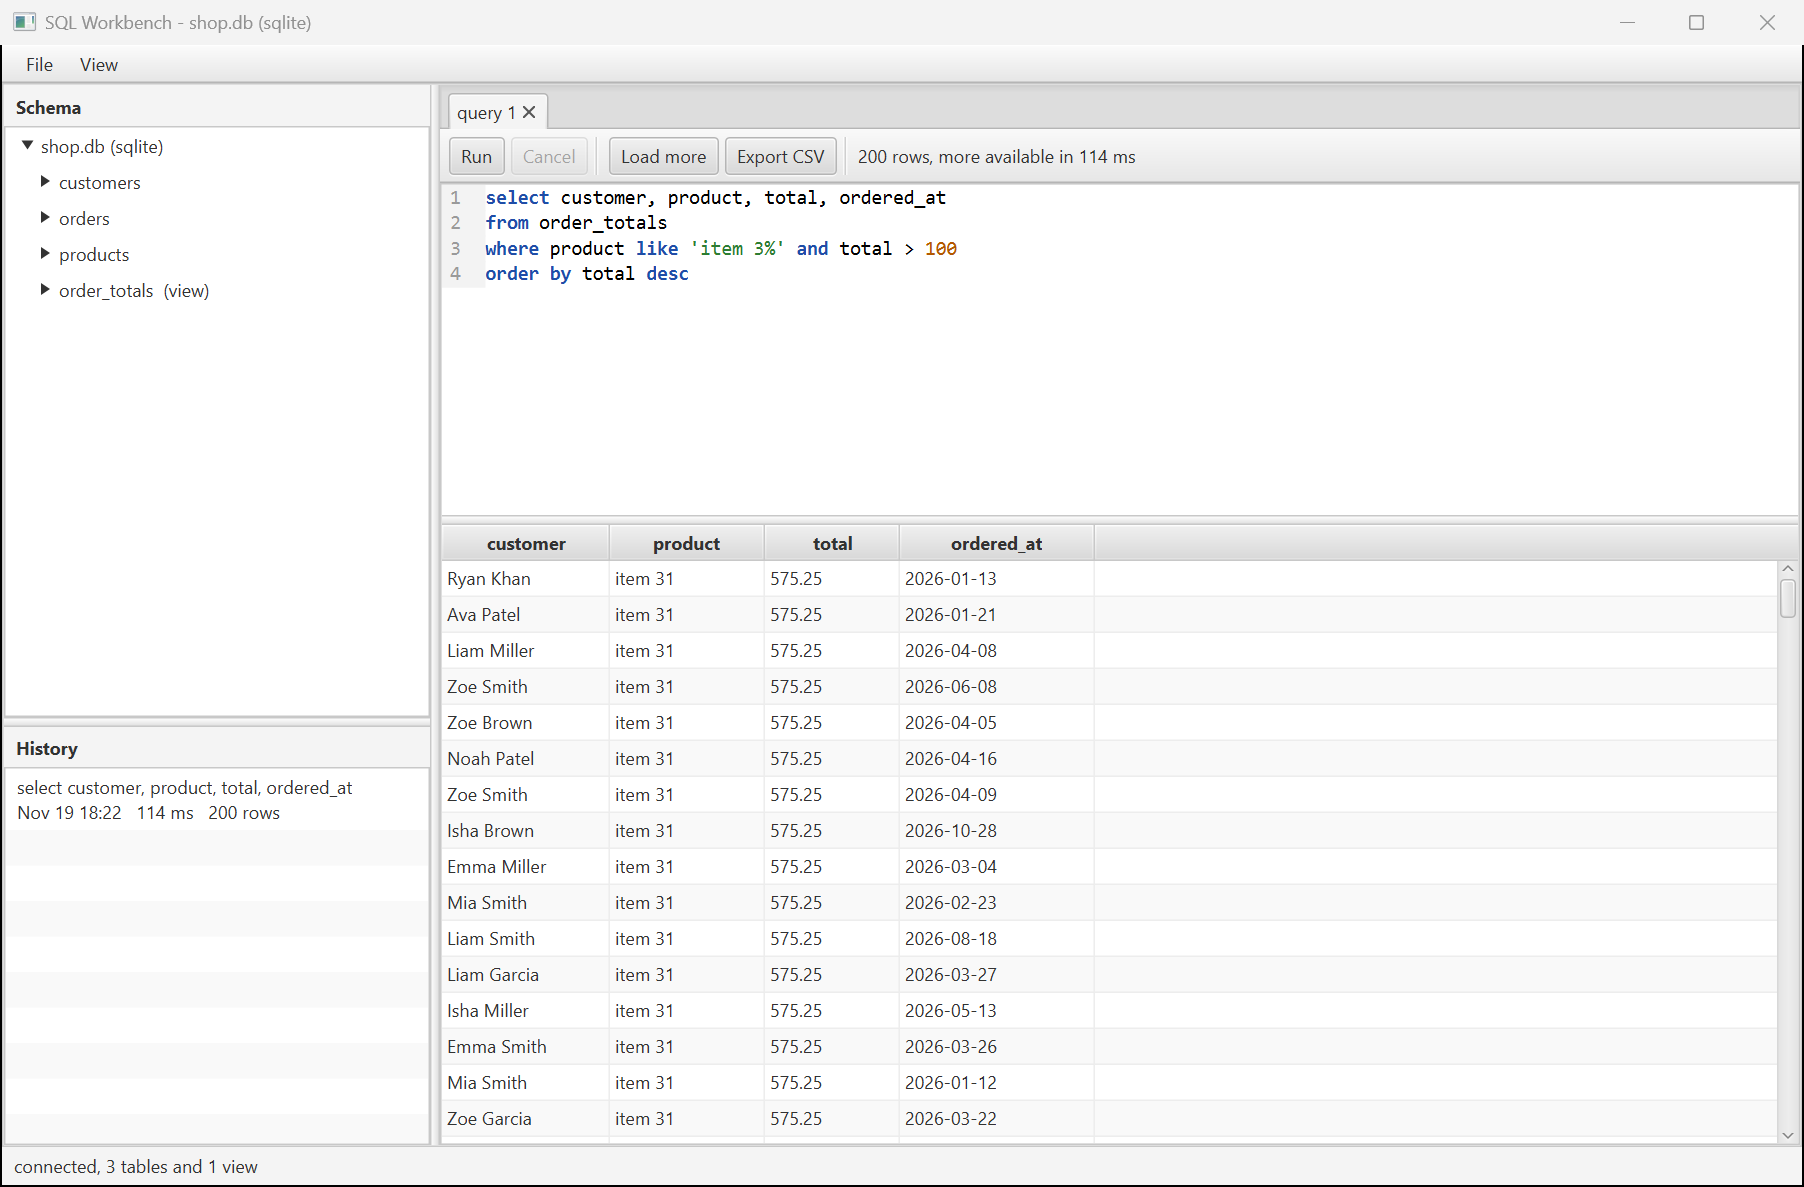 SQL Workbench - shop.db (sqlite)
File View
Schema
shop.db (sqlite)
customers
orders
products
order_totals (view)
History
select customer, product, total, ordered_at
Nov 19 18:22 114 ms 200 rows
query 1
Run Cancel Load more Export CSV 200 rows, more available in 114 ms
1 select customer, product, total, ordered_at
2 from order_totals
3 where product like 'item 3%' and total > 100
4 order by total desc
customer product total ordered_at
Ryan Khan item 31 575.25 2026-01-13
Ava Patel item 31 575.25 2026-01-21
Liam Miller item 31 575.25 2026-04-08
Zoe Smith item 31 575.25 2026-06-08
Zoe Brown item 31 575.25 2026-04-05
Noah Patel item 31 575.25 2026-04-16
Zoe Smith item 31 575.25 2026-04-09
Isha Brown item 31 575.25 2026-10-28
Emma Miller item 31 575.25 2026-03-04
Mia Smith item 31 575.25 2026-02-23
Liam Smith item 31 575.25 2026-08-18
Liam Garcia item 31 575.25 2026-03-27
Isha Miller item 31 575.25 2026-05-13
Emma Smith item 31 575.25 2026-03-26
Mia Smith item 31 575.25 2026-01-12
Zoe Garcia item 31 575.25 2026-03-22
connected, 3 tables and 1 view